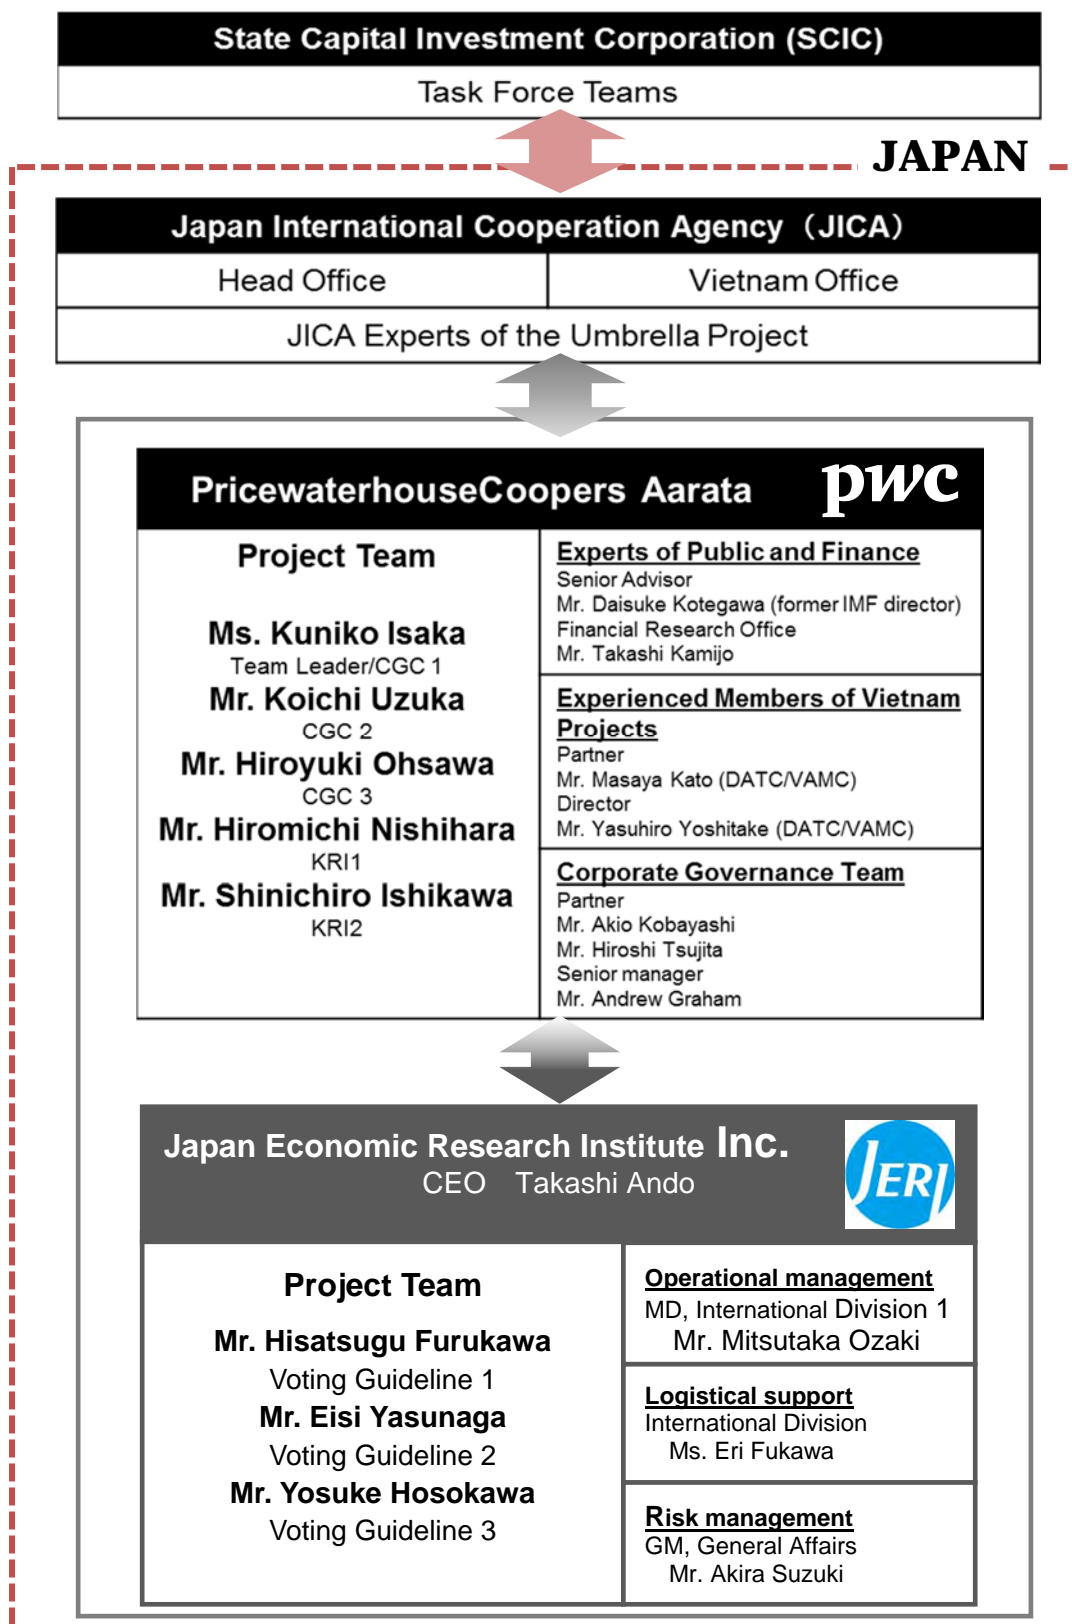 State Capital Investment Corporation (SCIC)
Task Force Teams
JAPAN
Japan International Cooperation Agency（JICA）
Head Office
Vietnam Office
JICA Experts of the Umbrella Project
PricewaterhouseCoopers Aarata
pwc
Project Team
Ms. Kuniko Isaka
Team Leader/CGC 1
Mr. Koichi Uzuka
CGC 2
Mr. Hiroyuki Ohsawa
CGC 3
Mr. Hiromichi Nishihara
KRI1
Mr. Shinichiro Ishikawa
KRI2
Experts of Public and Finance
Senior Advisor
Mr. Daisuke Kotegawa (former IMF director)
Financial Research Office
Mr. Takashi Kamijo
Experienced Members of Vietnam
Projects
Partner
Mr. Masaya Kato (DATC/VAMC)
Director
Mr. Yasuhiro Yoshitake (DATC/VAMC)
Corporate Governance Team
Partner
Mr. Akio Kobayashi
Mr. Hiroshi Tsujita
Senior manager
Mr. Andrew Graham
Japan Economic Research Institute Inc.
CEO Takashi Ando
JERI
Project Team
Mr. Hisatsugu Furukawa
Voting Guideline 1
Mr. Eisi Yasunaga
Voting Guideline 2
Mr. Yosuke Hosokawa
Voting Guideline 3
Operational management
MD, International Division 1
Mr. Mitsutaka Ozaki
Logistical support
International Division
Ms. Eri Fukawa
Risk management
GM, General Affairs
Mr. Akira Suzuki